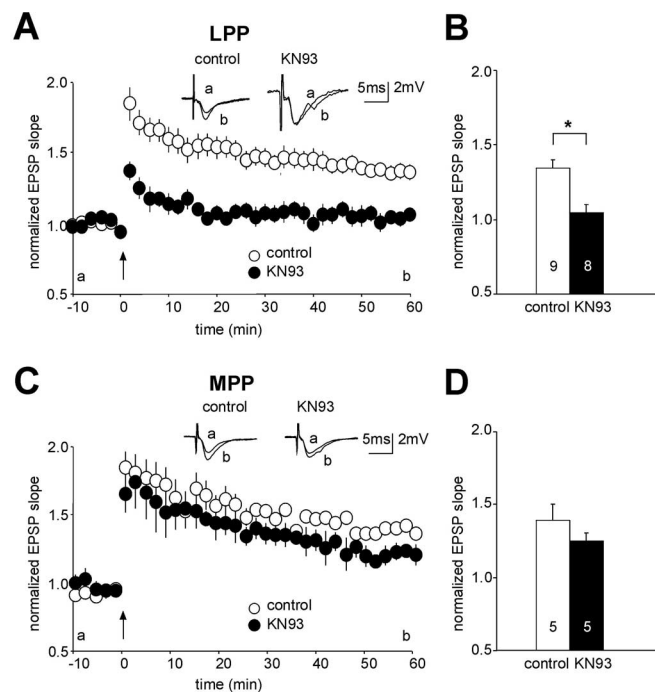 A
LPP
control
KN93
a
b
a
b
5ms
2mV
2.0
1.5
1.0
0.5
normalized EPSP slope
control
KN93
a
b
-10
0
10
20
30
40
50
60
time (min)
B
2.0
1.5
1.0
0.5
normalized EPSP slope
*
9
8
control KN93
C
MPP
control
KN93
a
b
a
b
5ms
2mV
2.0
1.5
1.0
0.5
normalized EPSP slope
control
KN93
a
b
-10
0
10
20
30
40
50
60
time (min)
D
2.0
1.5
1.0
0.5
normalized EPSP slope
5
5
control KN93